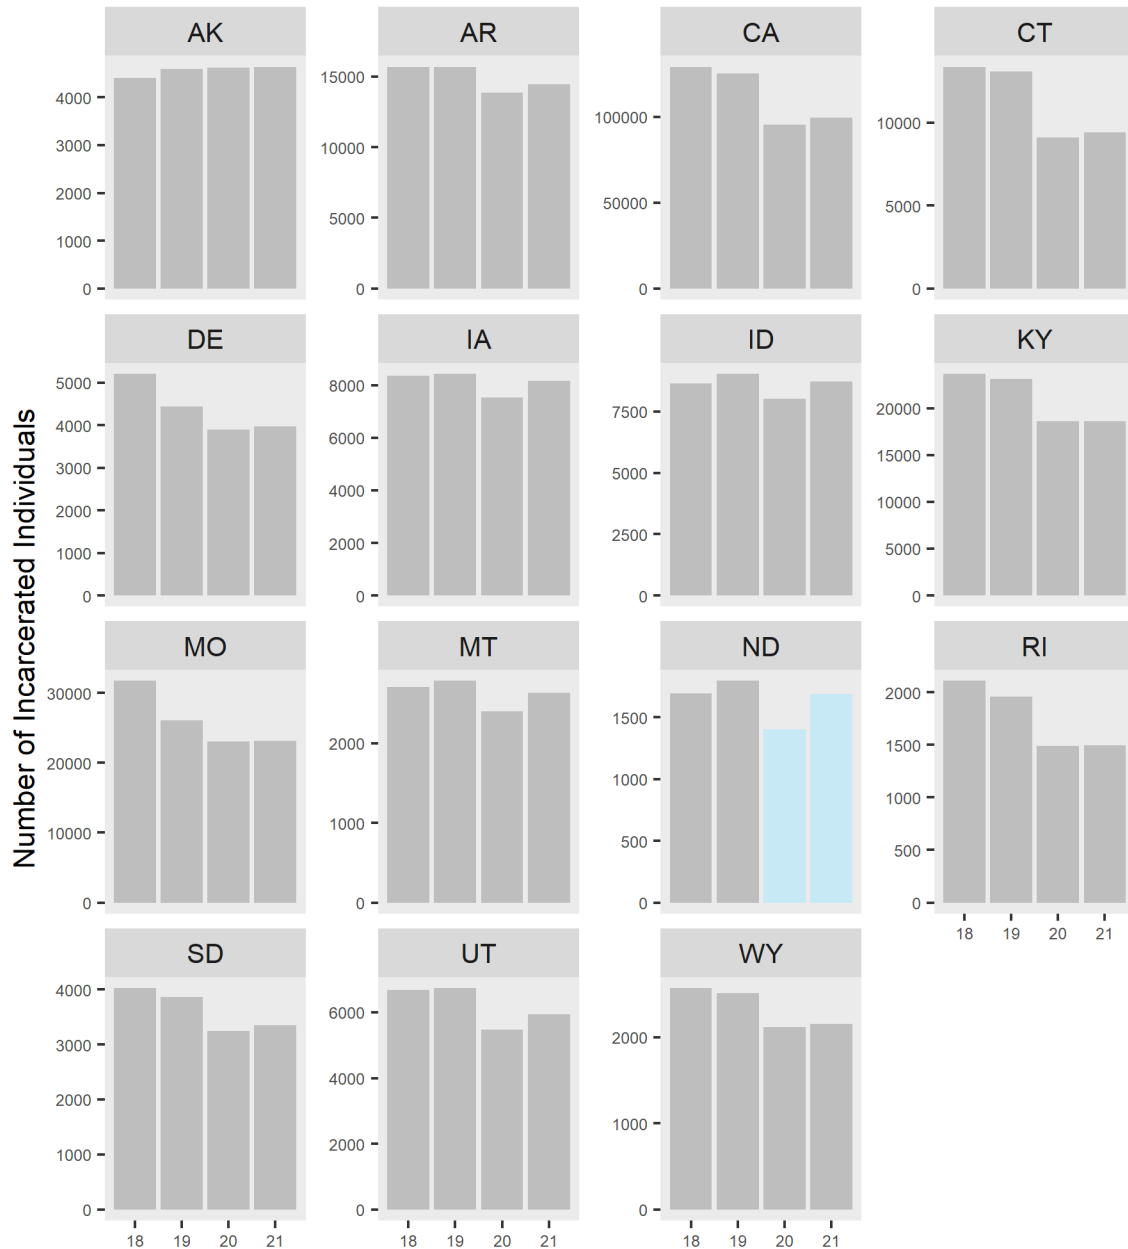 AK AR CA CT
4000 15000 100000 10000
3000 10000 50000 5000
2000 5000 0 0
1000 0
0
DE IA ID KY
5000 8000 7500 20000
4000 6000 5000 15000
3000 4000 2500 10000
2000 2000 0 5000
1000 0 0
0
Number of Incarcerated Individuals
MO MT ND RI
30000 2000 1500 2000
20000 1000 1000 1500
10000 0 500 1000
0 0 500
0
18 19 20 21
SD UT WY
4000 6000 2000
3000 4000 1000
2000 2000 0
1000 0
0
18 19 20 21 18 19 20 21 18 19 20 21